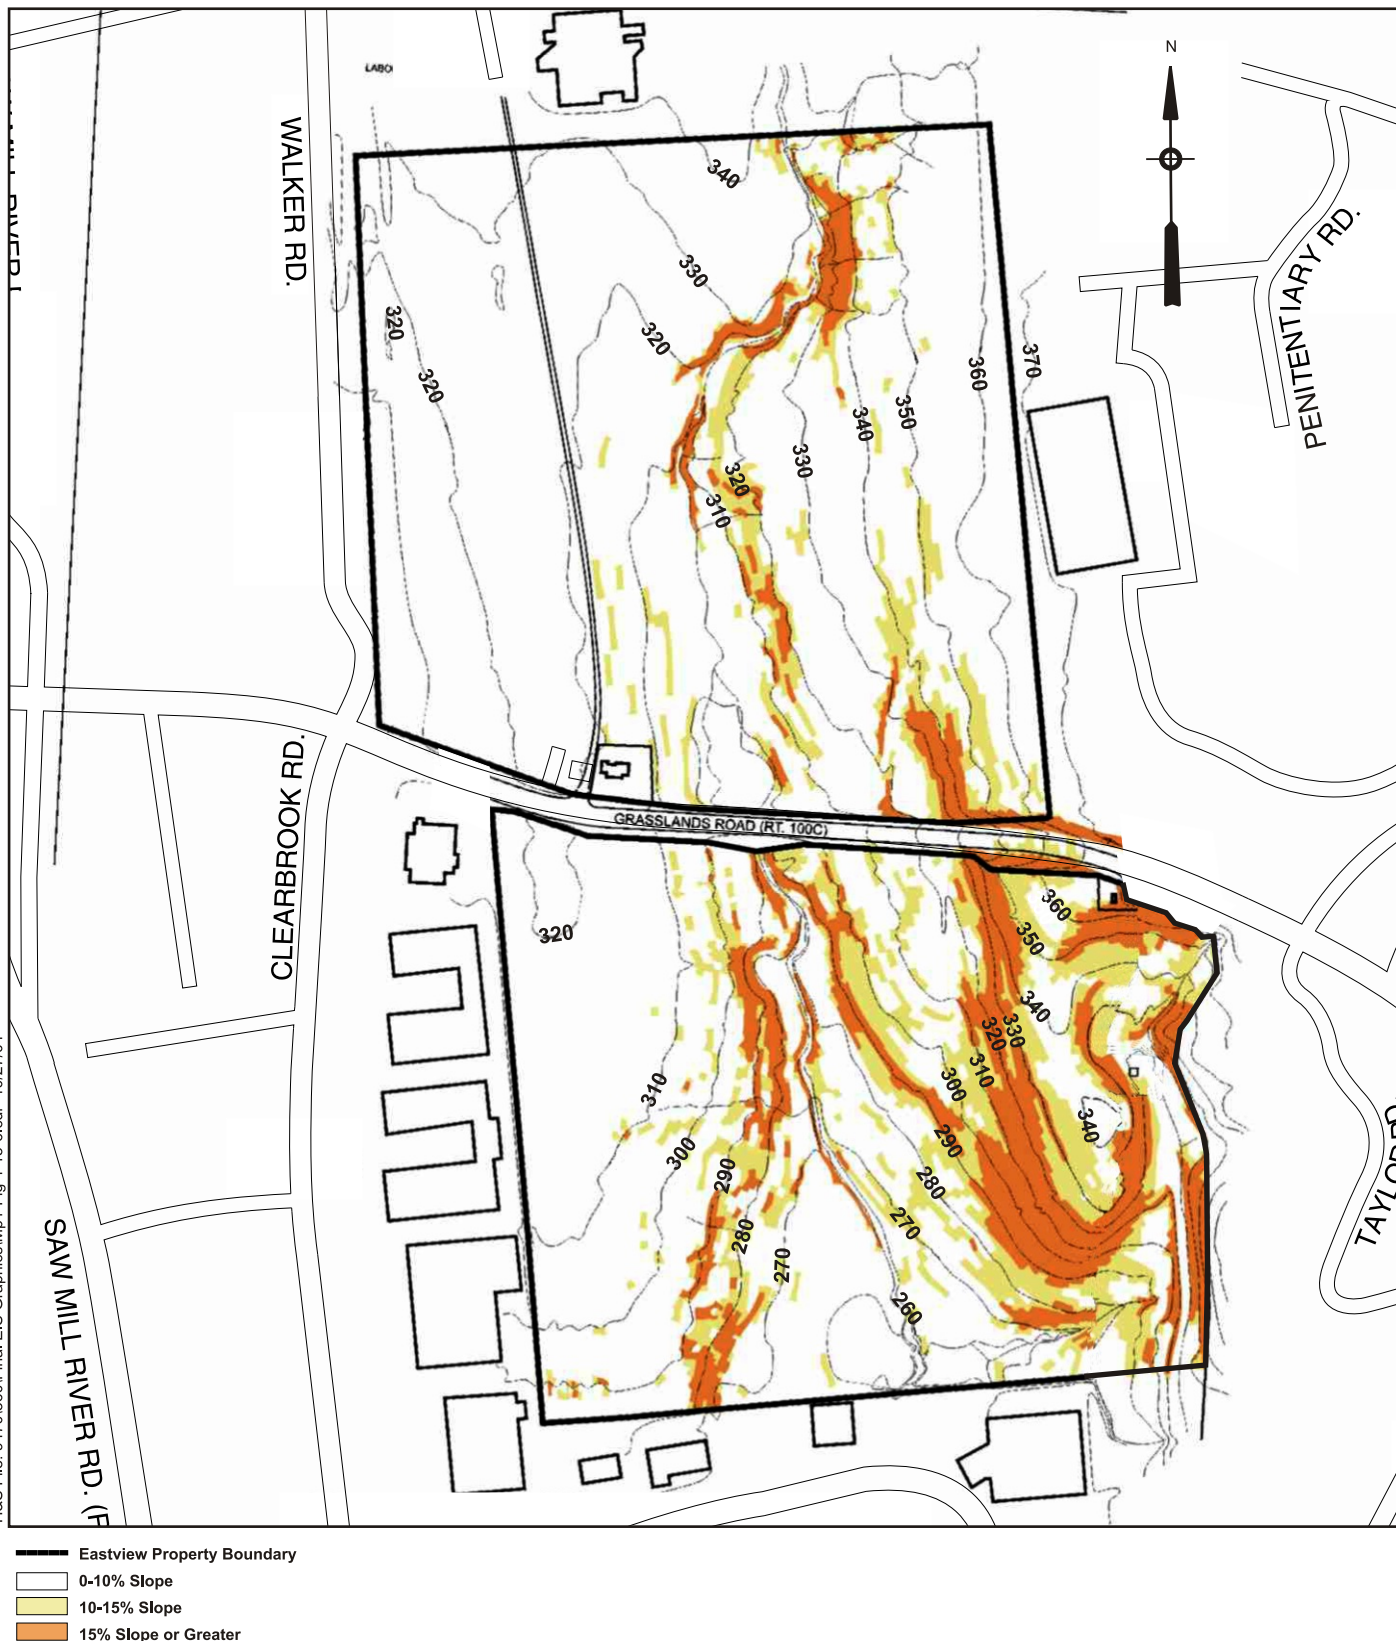 N
LABO
WALKER RD.
PENITENTIARY RD.
340
330
320
320
320
360
370
350
340
330
320
310
CLEARBROOK RD.
GRASSLANDS ROAD (RT. 100C)
320
360
350
340
330
320
310
300
290
280
270
260
340
310
300
290
280
270
SAW MILL RIVER RD. (F
Eastview Property Boundary
0-10% Slope
10-15% Slope
15% Slope or Greater